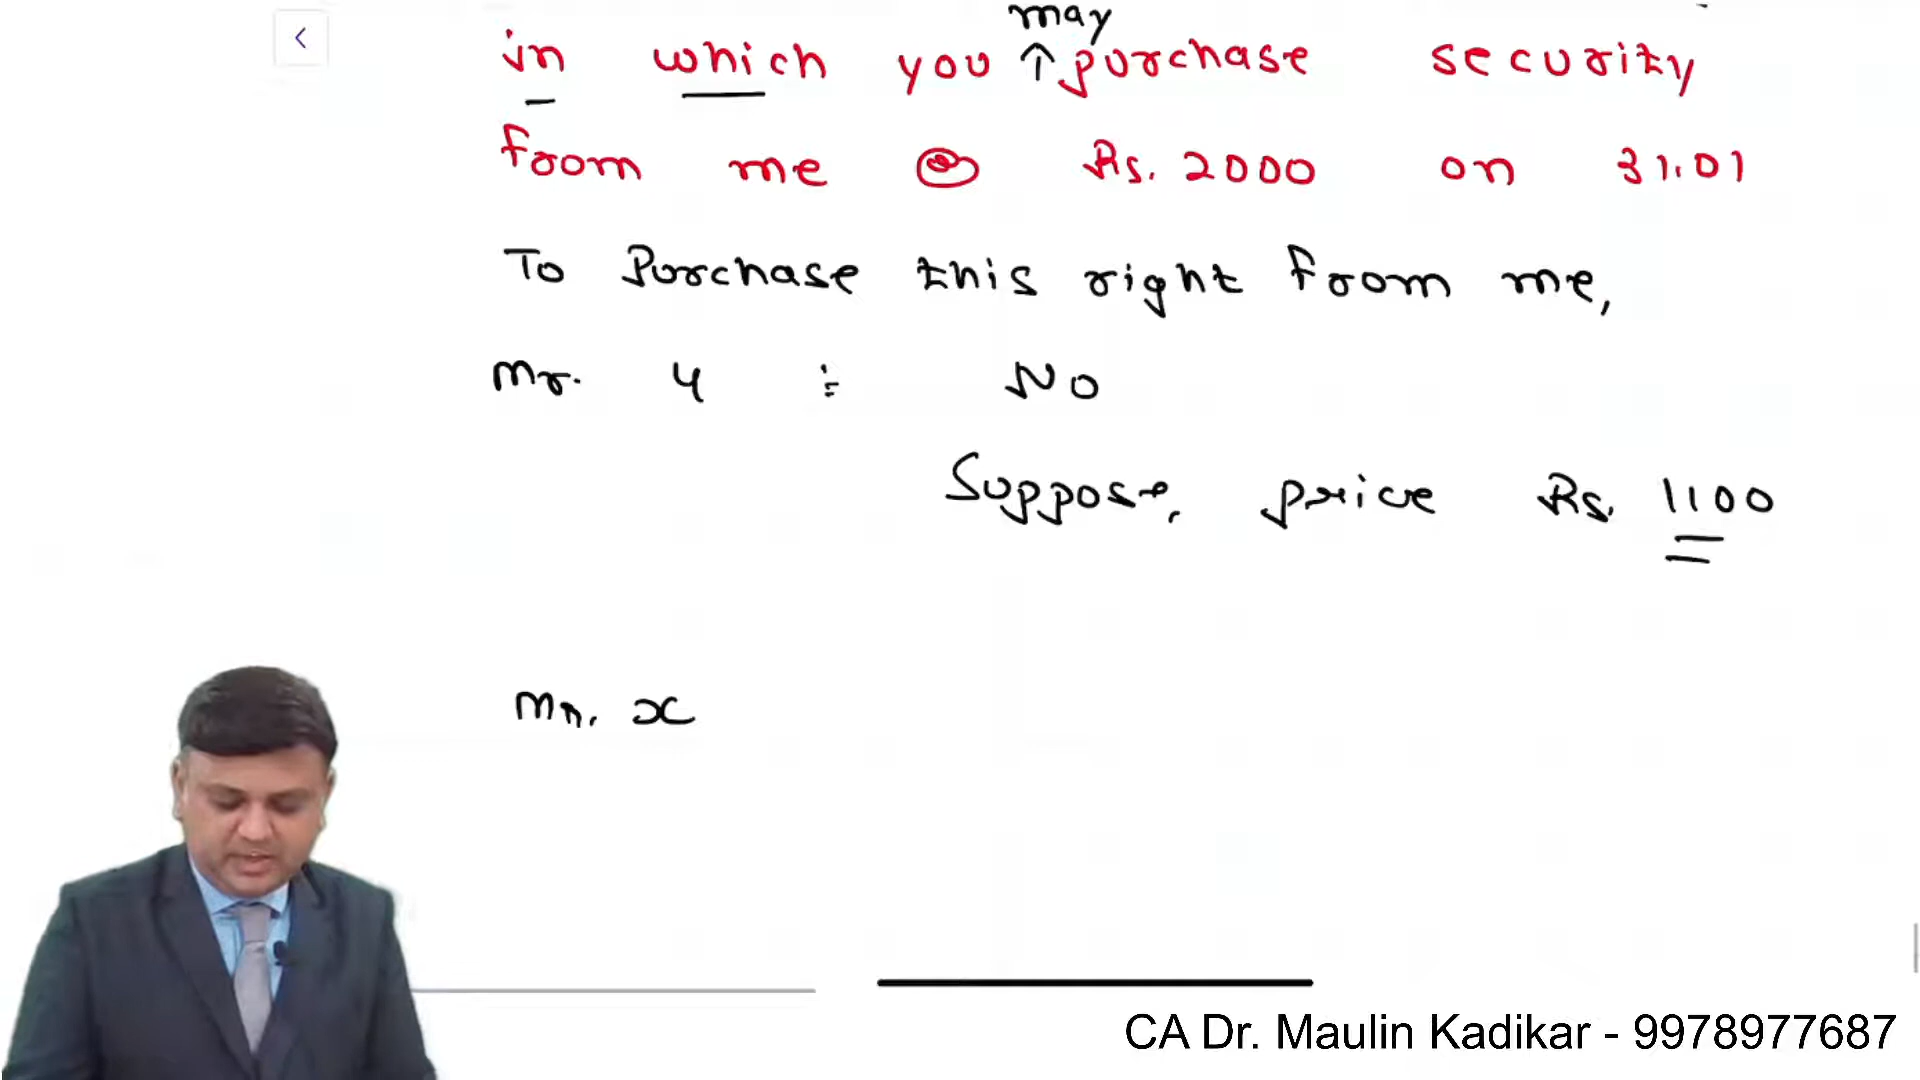 may
in which you ↑ purchase security
from me @ Rs. 2000 on 31.01
To Purchase this right from me,
Mr. Y : No
Suppose, price Rs. 1100
Mr. X
CA Dr. Maulin Kadikar - 9978977687